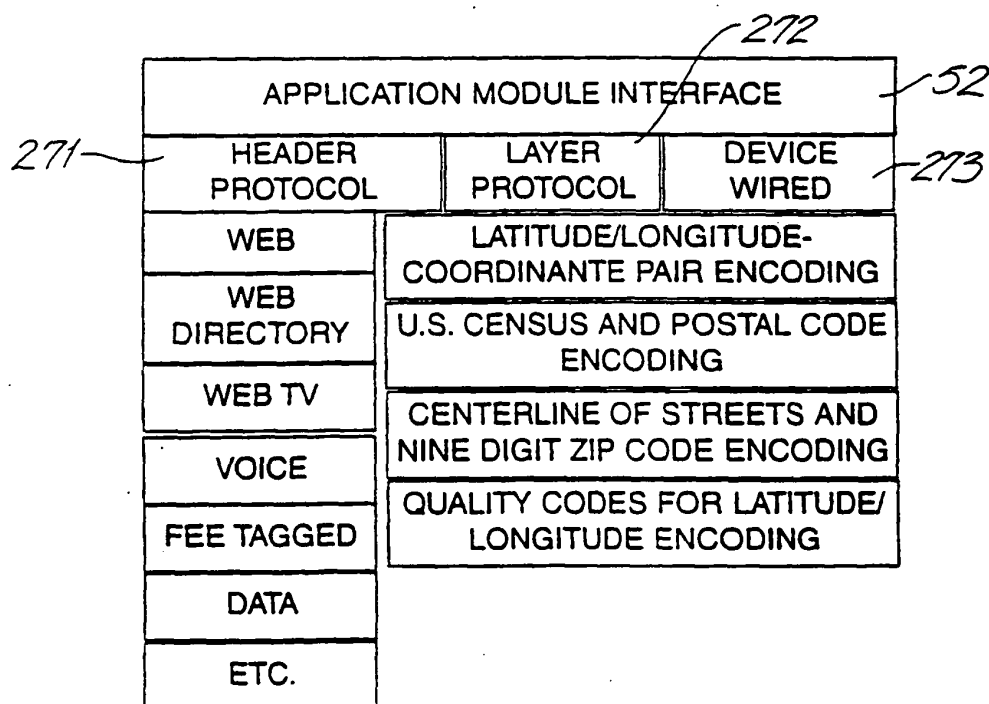 272
APPLICATION MODULE INTERFACE
52
271
HEADER
PROTOCOL
LAYER
PROTOCOL
DEVICE
WIRED
273
WEB
WEB
DIRECTORY
WEB TV
VOICE
FEE TAGGED
DATA
ETC.
LATITUDE/LONGITUDE-
COORDINANTE PAIR ENCODING
U.S. CENSUS AND POSTAL CODE
ENCODING
CENTERLINE OF STREETS AND
NINE DIGIT ZIP CODE ENCODING
QUALITY CODES FOR LATITUDE/
LONGITUDE ENCODING